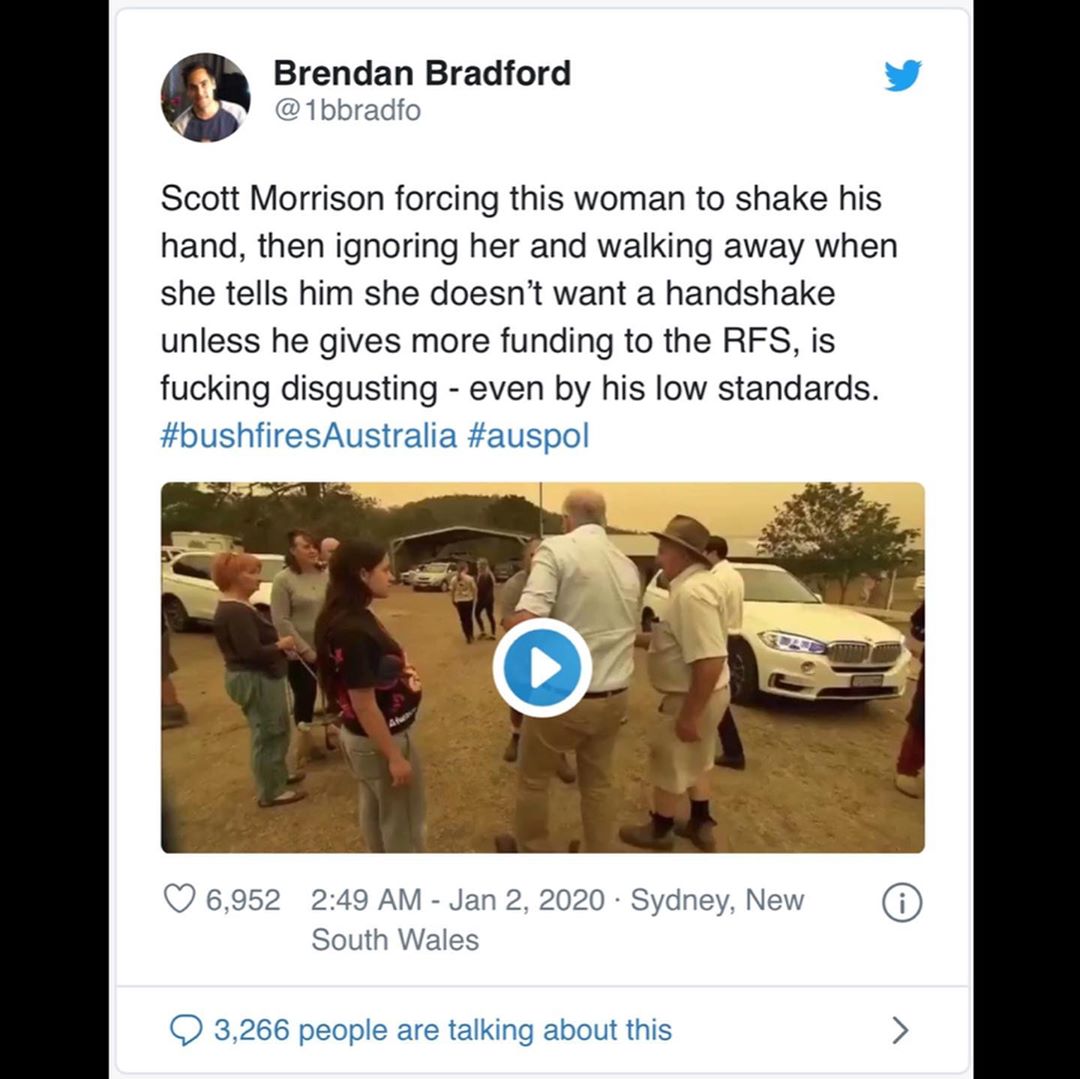 Brendan Bradford
@1bbradfo
Scott Morrison forcing this woman to shake his
hand, then ignoring her and walking away when
she tells him she doesn’t want a handshake
unless he gives more funding to the RFS, is
fucking disgusting - even by his low standards.
#bushfiresAustralia #auspol
6,952 2:49 AM - Jan 2, 2020 · Sydney, New
South Wales
3,266 people are talking about this